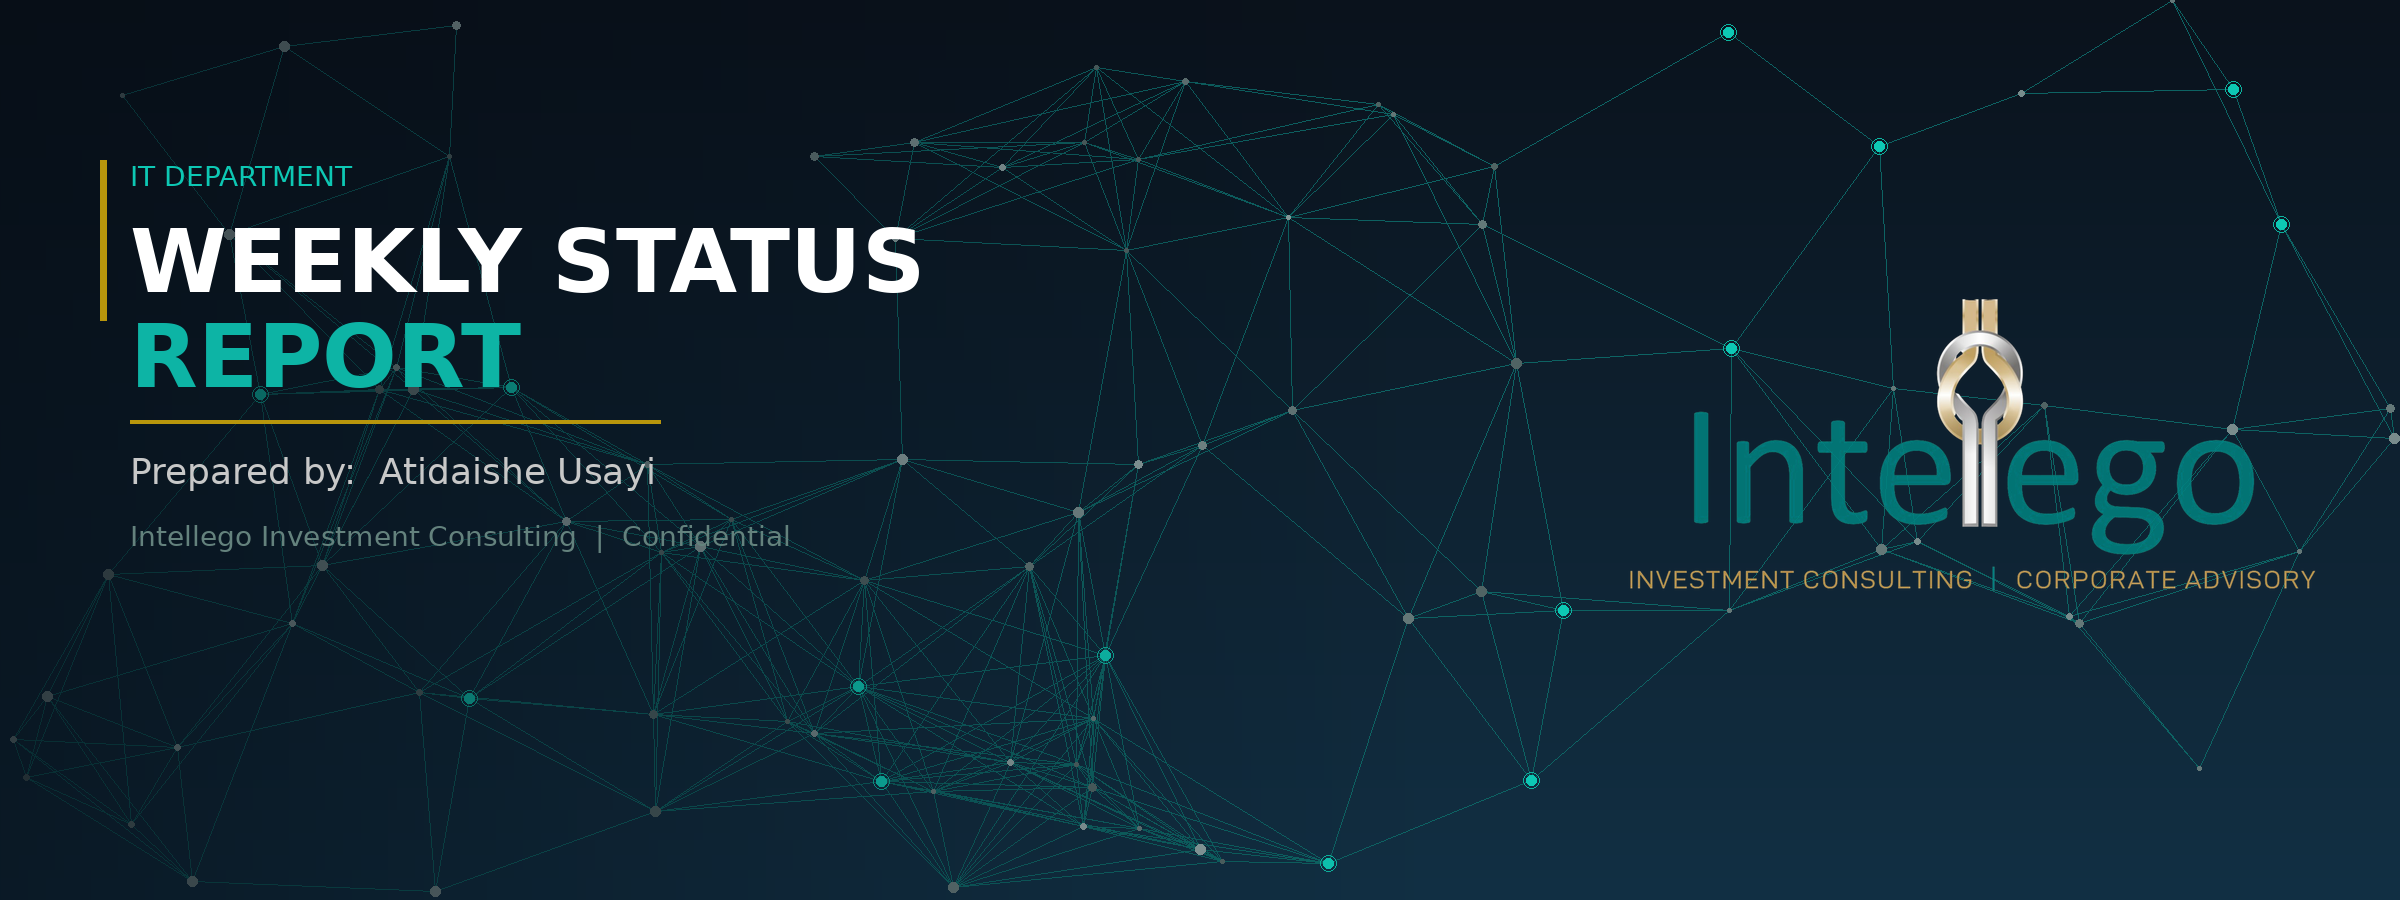 IT DEPARTMENT
WEEKLY STATUS
REPORT
Prepared by:  Atidaishe Usayi
Intellego Investment Consulting  |  Confidential
Intellego
INVESTMENT CONSULTING | CORPORATE ADVISORY